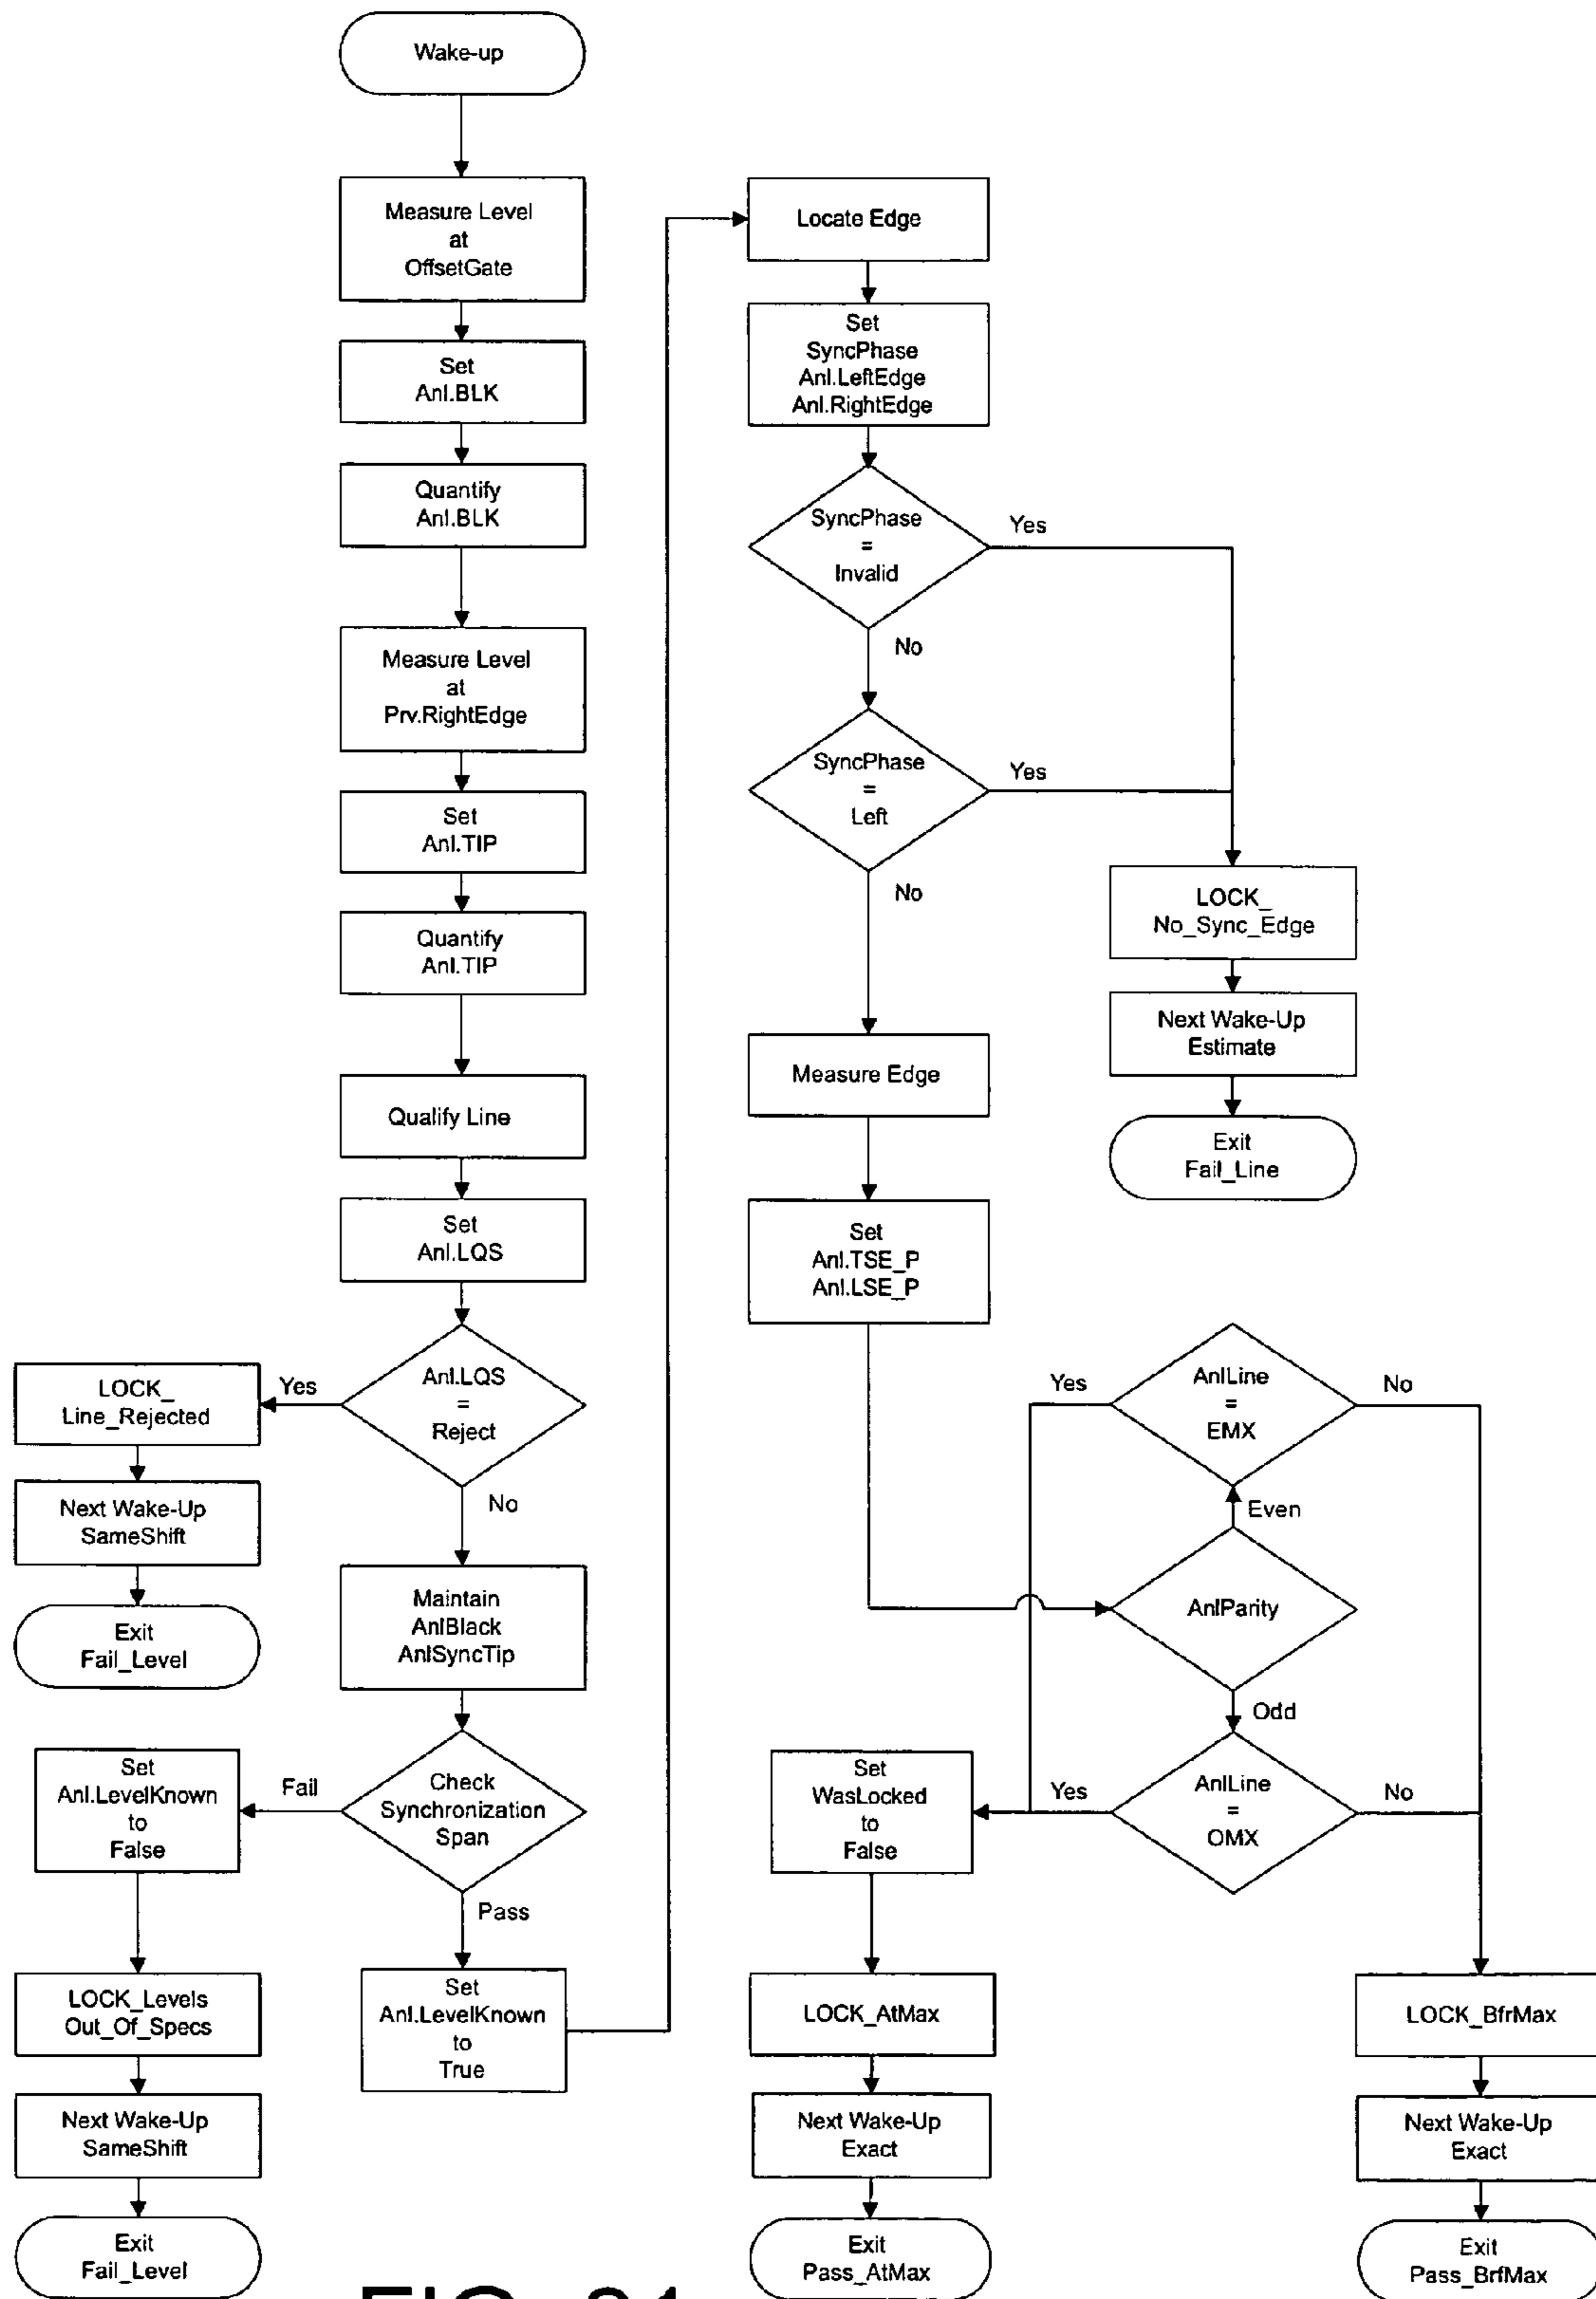 Wake-up
Measure Level
at
OffsetGate
Set
Anl.BLK
Quantify
Anl.BLK
Measure Level
at
Prv.RightEdge
Set
Anl.TIP
Quantify
Anl.TIP
Qualify Line
Set
Anl.LQS
Anl.LQS
=
Reject
Yes
LOCK_
Line_Rejected
Next Wake-Up
SameShift
Exit
Fail_Level
No
Maintain
AnlBlack
AnlSyncTip
Check
Synchronization
Span
Fail
Set
Anl.LevelKnown
to
False
LOCK_Levels
Out_Of_Specs
Next Wake-Up
SameShift
Exit
Fail_Level
Pass
Set
Anl.LevelKnown
to
True
Locate Edge
Set
SyncPhase
Anl.LeftEdge
Anl.RightEdge
SyncPhase
=
Invalid
Yes
No
SyncPhase
=
Left
Yes
No
LOCK_
No_Sync_Edge
Next Wake-Up
Estimate
Exit
Fail_Line
Measure Edge
Set
Anl.TSE_P
Anl.LSE_P
AnlLine
=
EMX
Yes
No
Even
AnlParity
Odd
AnlLine
=
OMX
Yes
No
Set
WasLocked
to
False
LOCK_AtMax
Next Wake-Up
Exact
Exit
Pass_AtMax
LOCK_BfrMax
Next Wake-Up
Exact
Exit
Pass_BrfMax